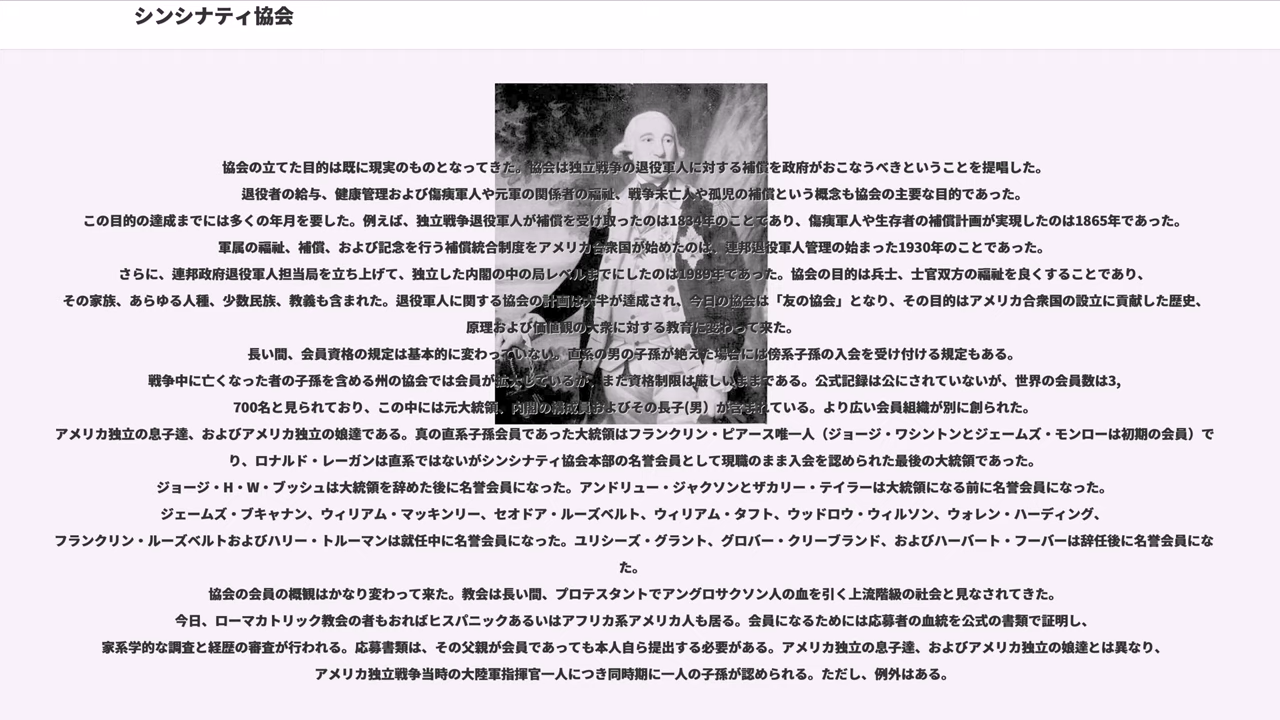 シンシナティ協会
協会の立てた目的は既に現実のものとなってきた。協会は独立戦争の退役軍人に対する補償を政府がおこなうべきということを提唱した。
退役者の給与、健康管理および傷痍軍人や元軍の関係者の福祉、戦争未亡人や孤児の補償という概念も協会の主要な目的であった。
この目的の達成までには多くの年月を要した。例えば、独立戦争退役軍人が補償を受け取ったのは1834年のことであり、傷痍軍人や生存者の補償計画が実現したのは1865年であった。
軍属の福祉、補償、および記念を行う補償統合制度をアメリカ合衆国が始めたのは、連邦退役軍人管理の始まった1930年のことであった。
さらに、連邦政府退役軍人担当局を立ち上げて、独立した内閣の中の局レベルまでにしたのは1989年であった。協会の目的は兵士、士官双方の福祉を良くすることであり、
その家族、あらゆる人種、少数民族、教義も含まれた。退役軍人に関する協会の計画は大半が達成され、今日の協会は「友の協会」となり、その目的はアメリカ合衆国の設立に貢献した歴史、
原理および価値観の大衆に対する教育に変わって来た。
長い間、会員資格の規定は基本的に変わっていない。直系の男の子孫が絶えた場合には傍系子孫の入会を受け付ける規定もある。
戦争中に亡くなった者の子孫を含める州の協会では会員が拡大しているが、まだ資格制限は厳しいままである。公式記録は公にされていないが、世界の会員数は3,
700名と見られており、この中には元大統領、内閣の構成員およびその長子(男）が含まれている。より広い会員組織が別に創られた。
アメリカ独立の息子達、およびアメリカ独立の娘達である。真の直系子孫会員であった大統領はフランクリン・ピアース唯一人（ジョージ・ワシントンとジェームズ・モンローは初期の会員）で
り、ロナルド・レーガンは直系ではないがシンシナティ協会本部の名誉会員として現職のまま入会を認められた最後の大統領であった。
ジョージ・H・W・ブッシュは大統領を辞めた後に名誉会員になった。アンドリュー・ジャクソンとザカリー・テイラーは大統領になる前に名誉会員になった。
ジェームズ・ブキャナン、ウィリアム・マッキンリー、セオドア・ルーズベルト、ウィリアム・タフト、ウッドロウ・ウィルソン、ウォレン・ハーディング、
フランクリン・ルーズベルトおよびハリー・トルーマンは就任中に名誉会員になった。ユリシーズ・グラント、グロバー・クリーブランド、およびハーバート・フーバーは辞任後に名誉会員にな
た。
協会の会員の概観はかなり変わって来た。教会は長い間、プロテスタントでアングロサクソン人の血を引く上流階級の社会と見なされてきた。
今日、ローマカトリック教会の者もおればヒスパニックあるいはアフリカ系アメリカ人も居る。会員になるためには応募者の血統を公式の書類で証明し、
家系学的な調査と経歴の審査が行われる。応募書類は、その父親が会員であっても本人自ら提出する必要がある。アメリカ独立の息子達、およびアメリカ独立の娘達とは異なり、
アメリカ独立戦争当時の大陸軍指揮官一人につき同時期に一人の子孫が認められる。ただし、例外はある。